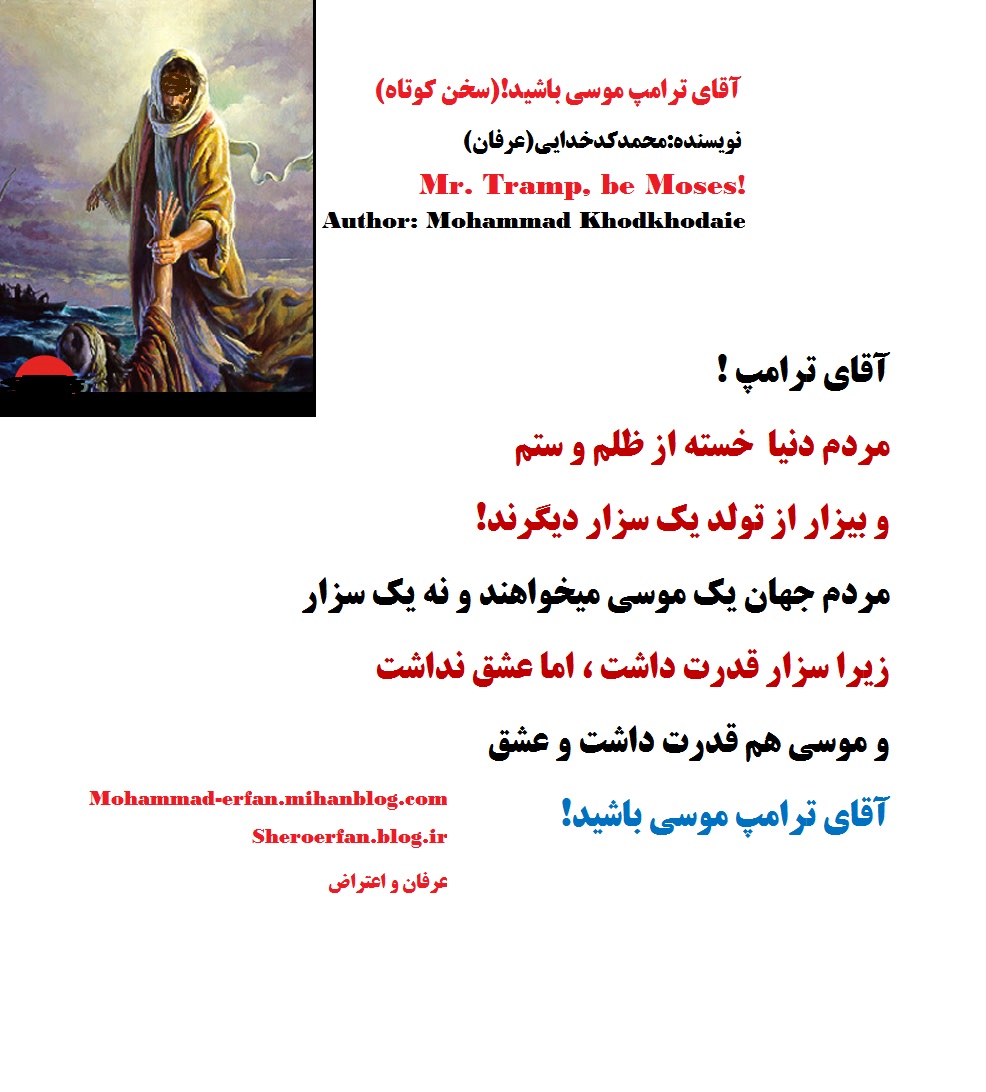 آقای ترامپ موسی باشید!(سخن کوتاه)
نویسنده:محمدکدخدایی(عرفان)
Mr. Tramp, be Moses!
Author: Mohammad Khodkhodaie
آقای ترامپ !
مردم دنیا خسته از ظلم و ستم
و بیزار از تولد یک سزار دیگرند!
مردم جهان یک موسی میخواهند و نه یک سزار
زیرا سزار قدرت داشت ، اما عشق نداشت
و موسی هم قدرت داشت و عشق
آقای ترامپ موسی باشید!
Mohammad-erfan.mihanblog.com
Sheroerfan.blog.ir
عرفان و اعتراض